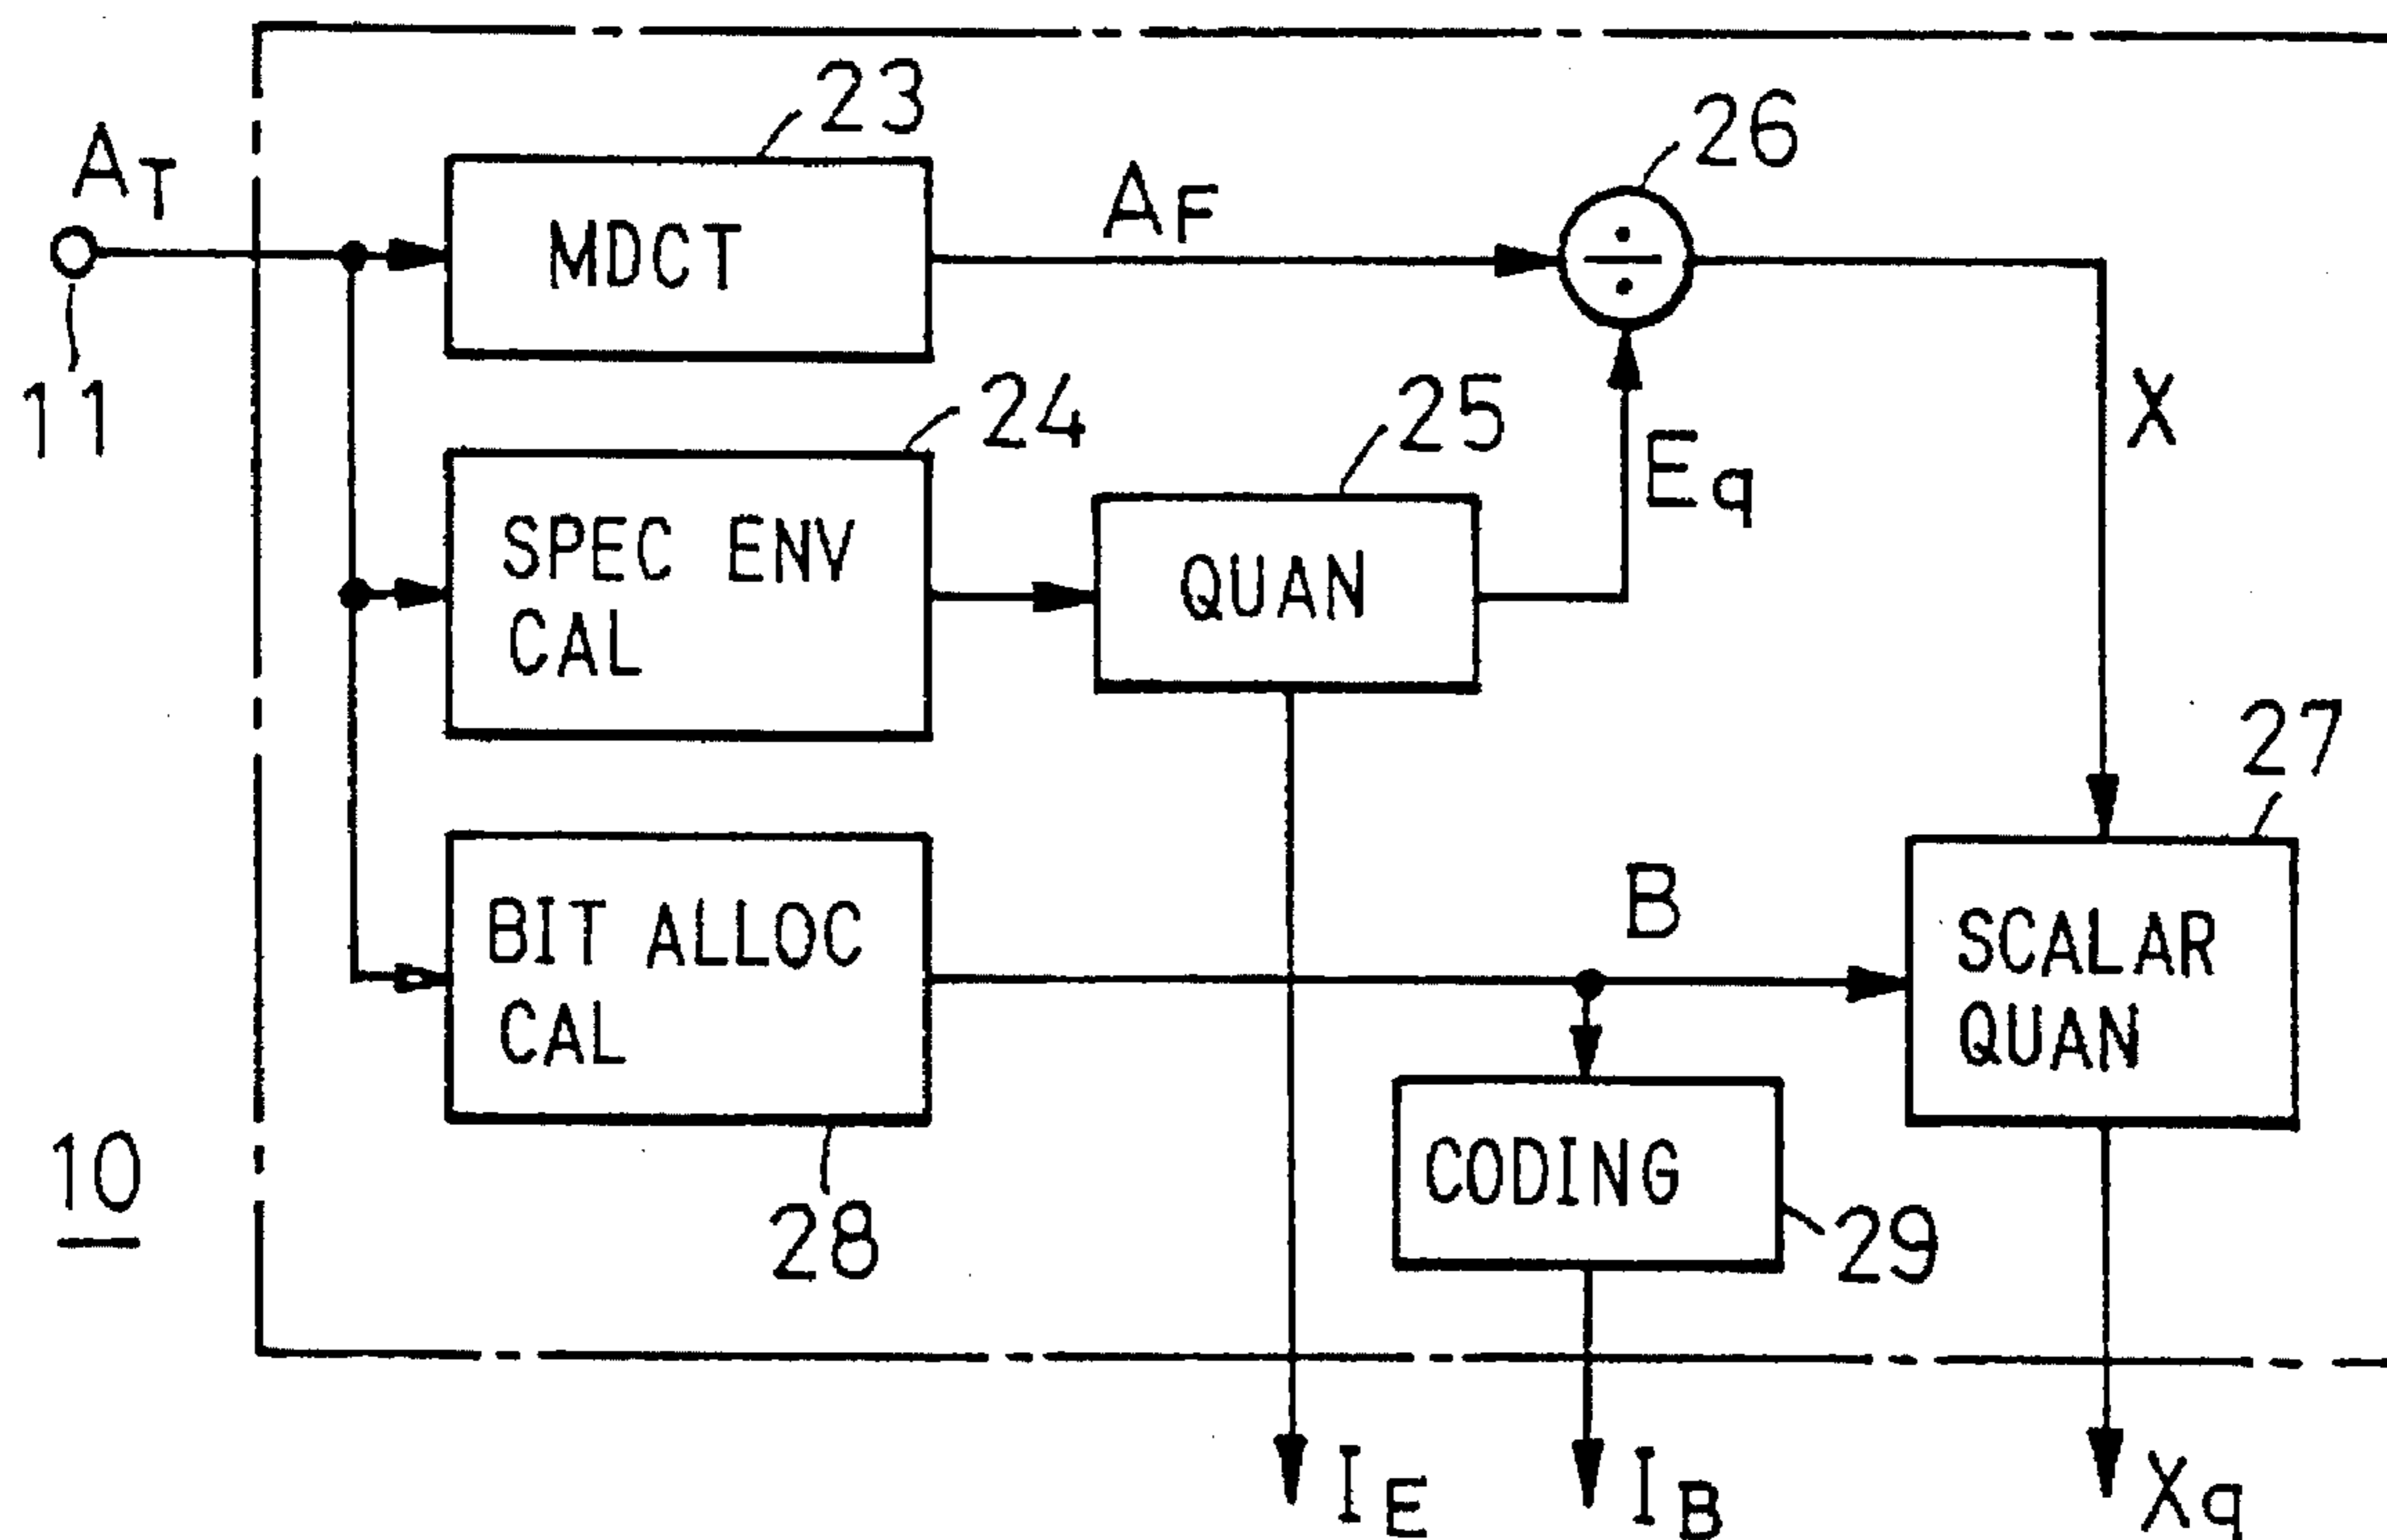 23
26
AT
MDCT
AF
÷
11
24
25
Eq
X
SPEC ENV
CAL
QUAN
27
BIT ALLOC
CAL
B
SCALAR
QUAN
CODING
10
28
29
IE
IB
Xq